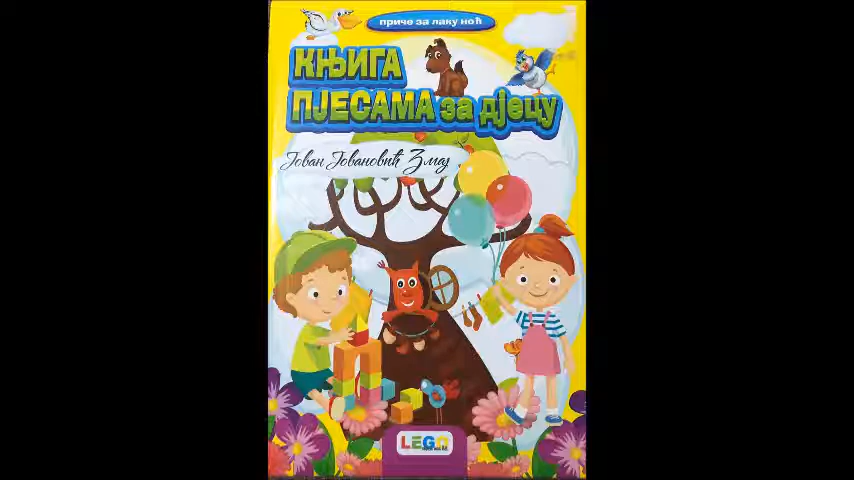 приче за лаку ноћ
КЊИГА
ПЈЕСАМА за дјецу
Јован Јовановић Змај
LEGO